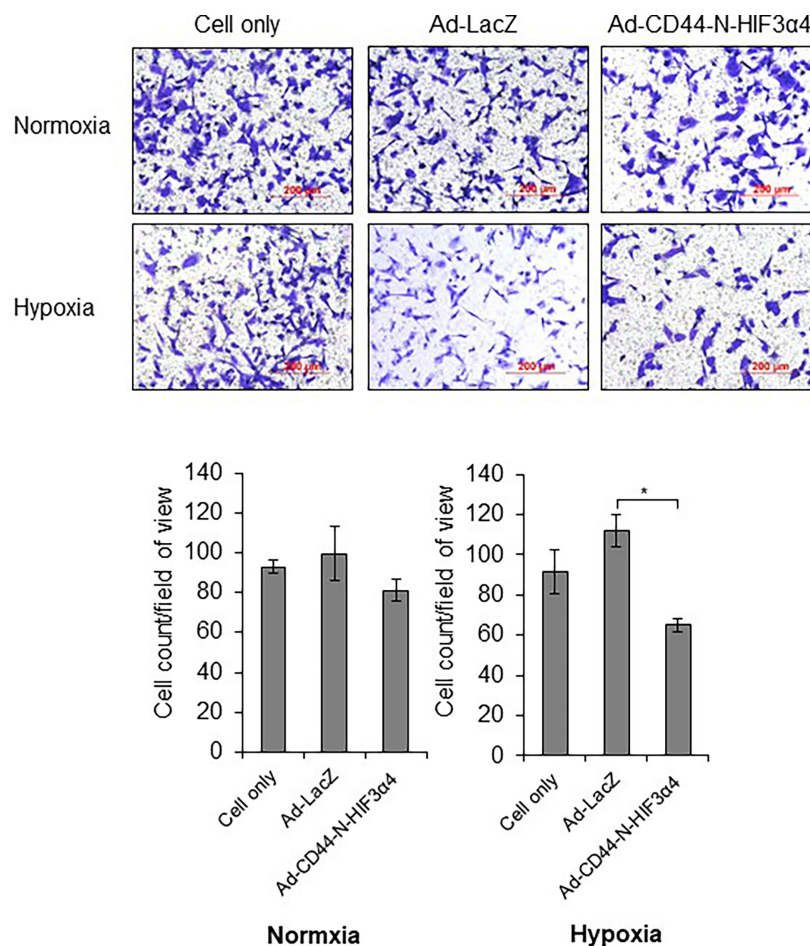 Cell only Ad-LacZ Ad-CD44-N-HIF3α4
Normoxia
200 µm 200 µm 200 µm
Hypoxia
200 µm 200 µm 200 µm
Cell count/field of view
140
120
100
80
60
40
20
0
Cell only
Ad-LacZ
Ad-CD44-N-HIF3α4
Normxia
Cell count/field of view
140
120
100
80
60
40
20
0
*
Cell only
Ad-LacZ
Ad-CD44-N-HIF3α4
Hypoxia